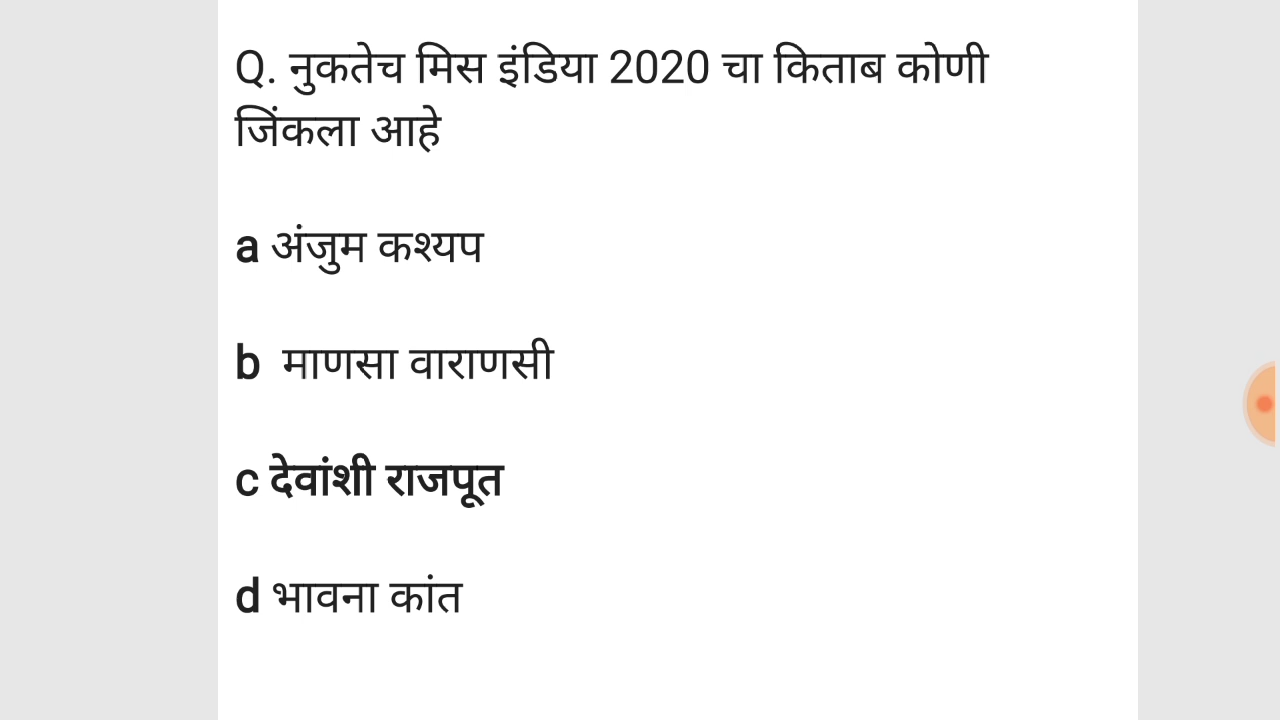 Q. नुकतेच मिस इंडिया 2020 चा किताब कोणी
जिंकला आहे
a अंजुम कश्यप
b माणसा वाराणसी
c देवांशी राजपूत
d भावना कांत